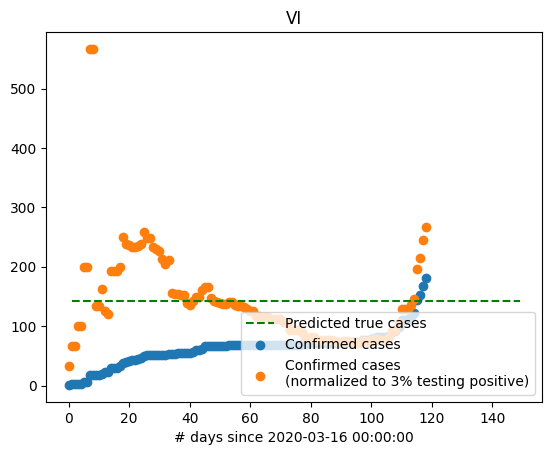 VI
500
400
300
200
100
0
Predicted true cases
Confirmed cases
Confirmed cases
(normalized to 3% testing positive)
0 20 40 60 80 100 120 140
# days since 2020-03-16 00:00:00